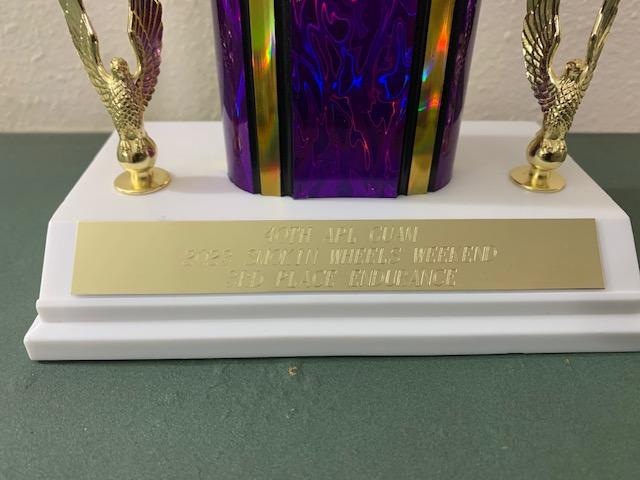 40TH APL GUAM
2023 SMOKIN WHEELS WEEKEND
3RD PLACE ENDURANCE